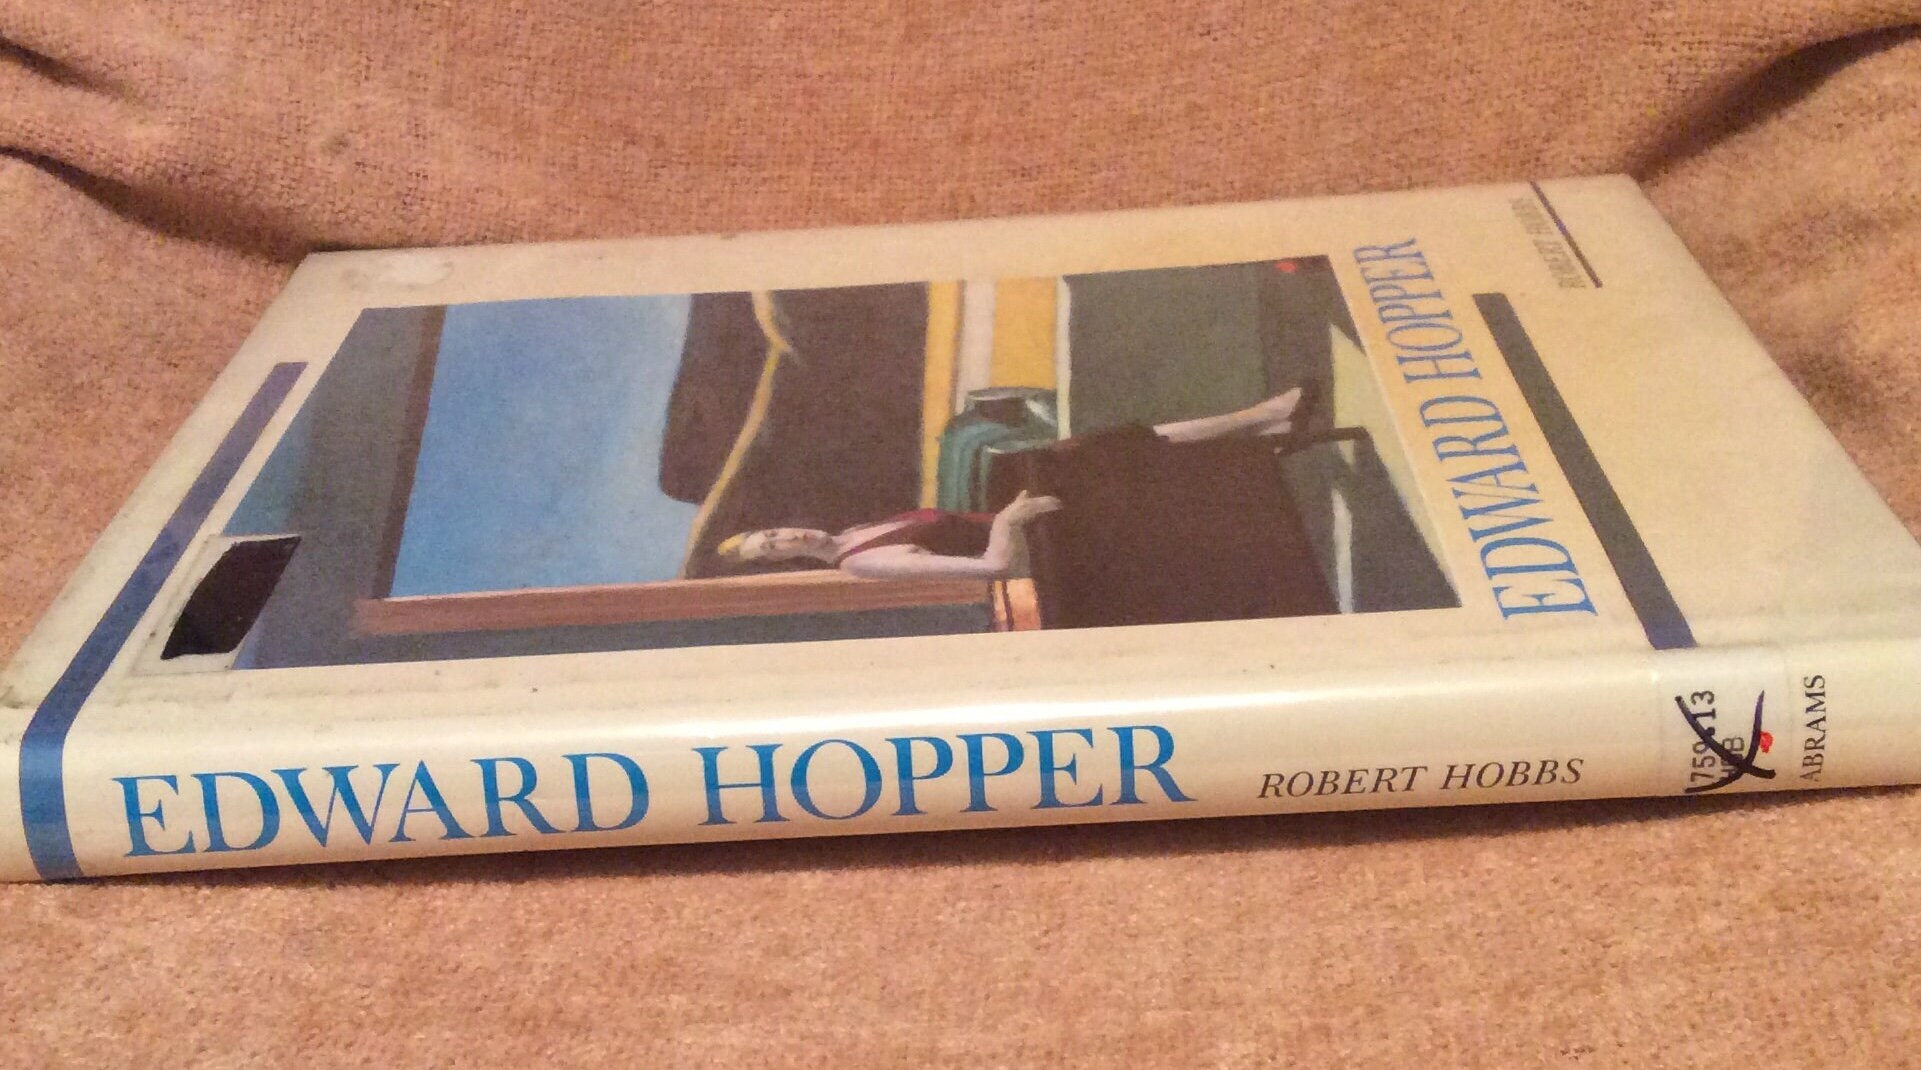 EDWARD HOPPER
ROBERT HOBBS
EDWARD HOPPER
ROBERT HOBBS
759.13
ABRAMS